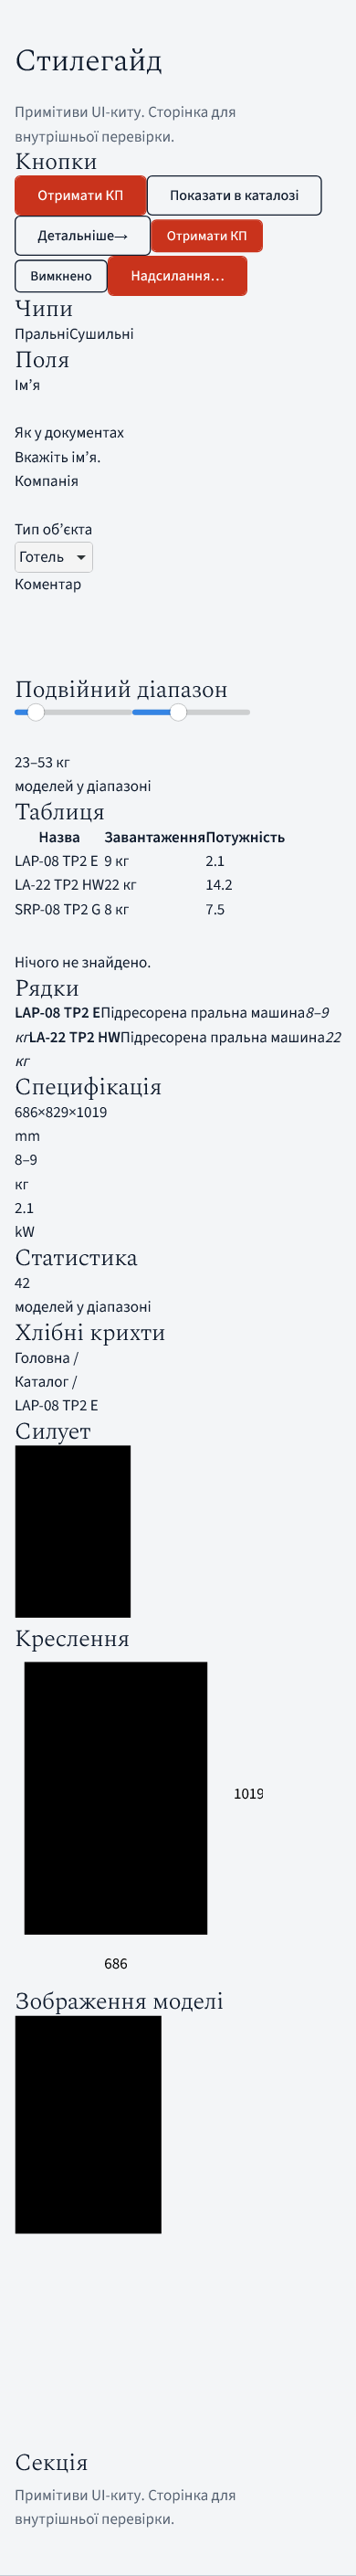 Стилегайд
Примітиви UI-киту. Сторінка для
внутрішньої перевірки.
Кнопки
Отримати КП Показати в каталозі
Детальніше→ Отримати КП
Вимкнено Надсилання…
Чипи
ПральніСушильні
Поля
Ім’я
Як у документах
Вкажіть ім’я.
Компанія
Тип об’єкта
Готель
Коментар
Подвійний діапазон
23–53 кг
моделей у діапазоні
Таблиця
Назва ЗавантаженняПотужність
LAP-08 TP2 E 9 кг 2.1
LA-22 TP2 HW22 кг 14.2
SRP-08 TP2 G 8 кг 7.5
Нічого не знайдено.
Рядки
LAP-08 TP2 EПідресорена пральна машина8–9
кгLA-22 TP2 HWПідресорена пральна машина22
кг
Специфікація
686×829×1019
mm
8–9
кг
2.1
kW
Статистика
42
моделей у діапазоні
Хлібні крихти
Головна /
Каталог /
LAP-08 TP2 E
Силует
Креслення
1019
686
Зображення моделі
Секція
Примітиви UI-киту. Сторінка для
внутрішньої перевірки.